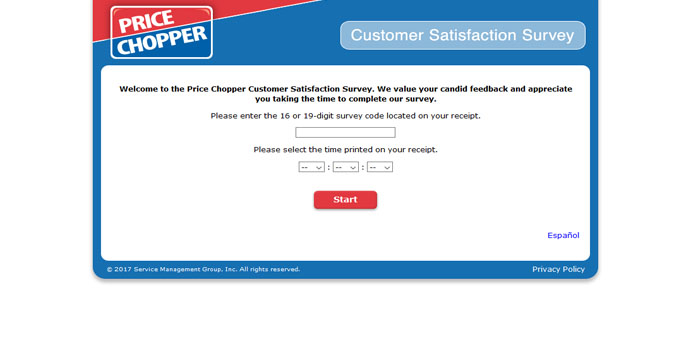 PRICE
CHOPPER
Customer Satisfaction Survey
Welcome to the Price Chopper Customer Satisfaction Survey. We value your candid feedback and appreciate
you taking the time to complete our survey.
Please enter the 16 or 19-digit survey code located on your receipt.
Please select the time printed on your receipt.
-- : -- : --
Start
Español
© 2017 Service Management Group, Inc. All rights reserved. Privacy Policy